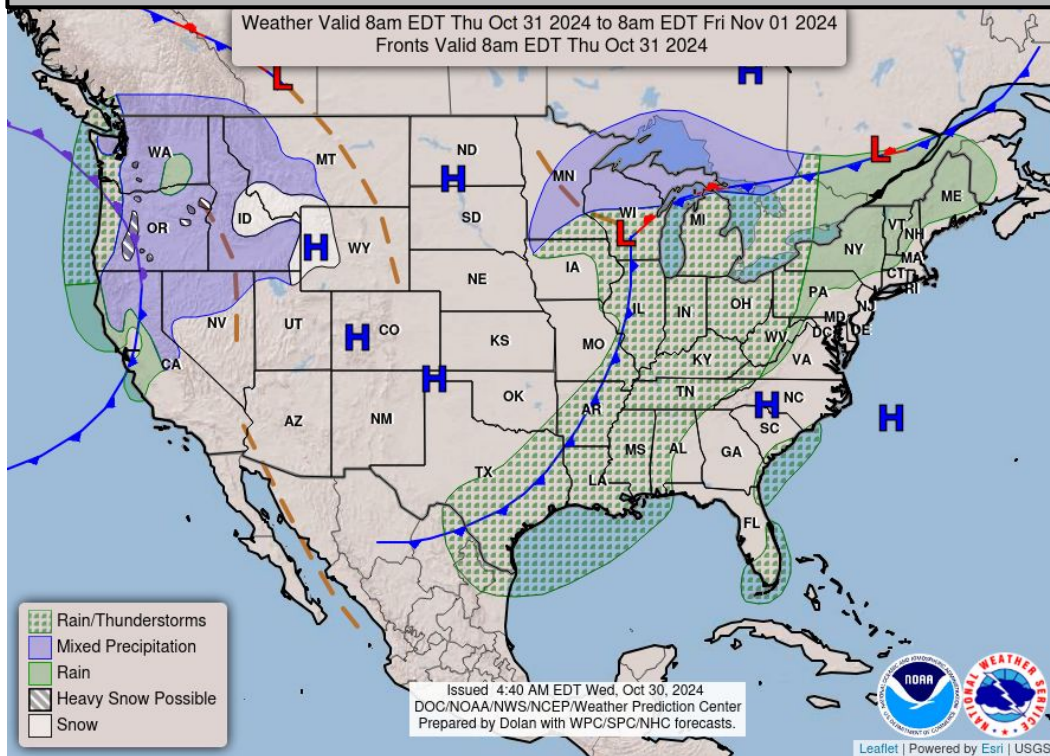 Weather Valid 8am EDT Thu Oct 31 2024 to 8am EDT Fri Nov 01 2024
Fronts Valid 8am EDT Thu Oct 31 2024
L
H
L
WA
MT
ND
MN
ME
H
OR
ID
SD
WI
MI
VT
NH
H
WY
L
NY
MA
CT
RI
IA
NE
PA
NJ
OH
IL
IN
MD
DE
DC
NV
UT
H
CO
KS
MO
WV
VA
CA
KY
H
TN
NC
H
OK
AR
SC
H
AZ
NM
MS
AL
GA
TX
LA
FL
Rain/Thunderstorms
Mixed Precipitation
Rain
Heavy Snow Possible
Snow
Issued 4:40 AM EDT Wed, Oct 30, 2024
DOC/NOAA/NWS/NCEP/Weather Prediction Center
Prepared by Dolan with WPC/SPC/NHC forecasts.
NOAA
NATIONAL WEATHER SERVICE
Leaflet | Powered by Esri | USGS